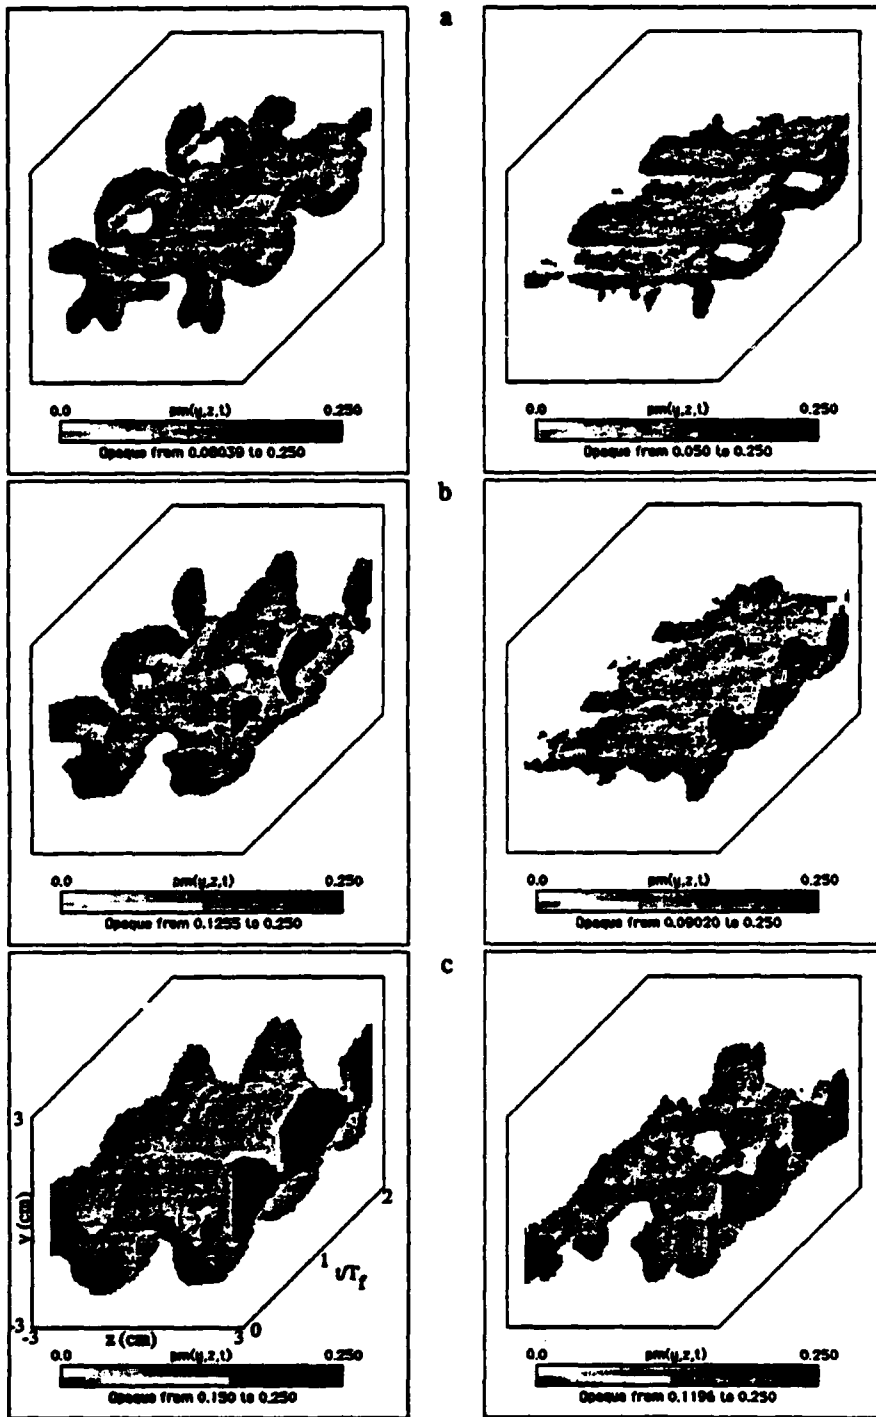 a
0.0 pm(y,z,t) 0.250
Opaque from 0.08039 to 0.250
0.0 pm(y,z,t) 0.250
Opaque from 0.050 to 0.250
b
0.0 pm(y,z,t) 0.250
Opaque from 0.1255 to 0.250
0.0 pm(y,z,t) 0.250
Opaque from 0.09020 to 0.250
c
3
y (cm)
-3
-3
z (cm)
3
0
1
t/T_f
2
0.0 pm(y,z,t) 0.250
Opaque from 0.150 to 0.250
0.0 pm(y,z,t) 0.250
Opaque from 0.1196 to 0.250